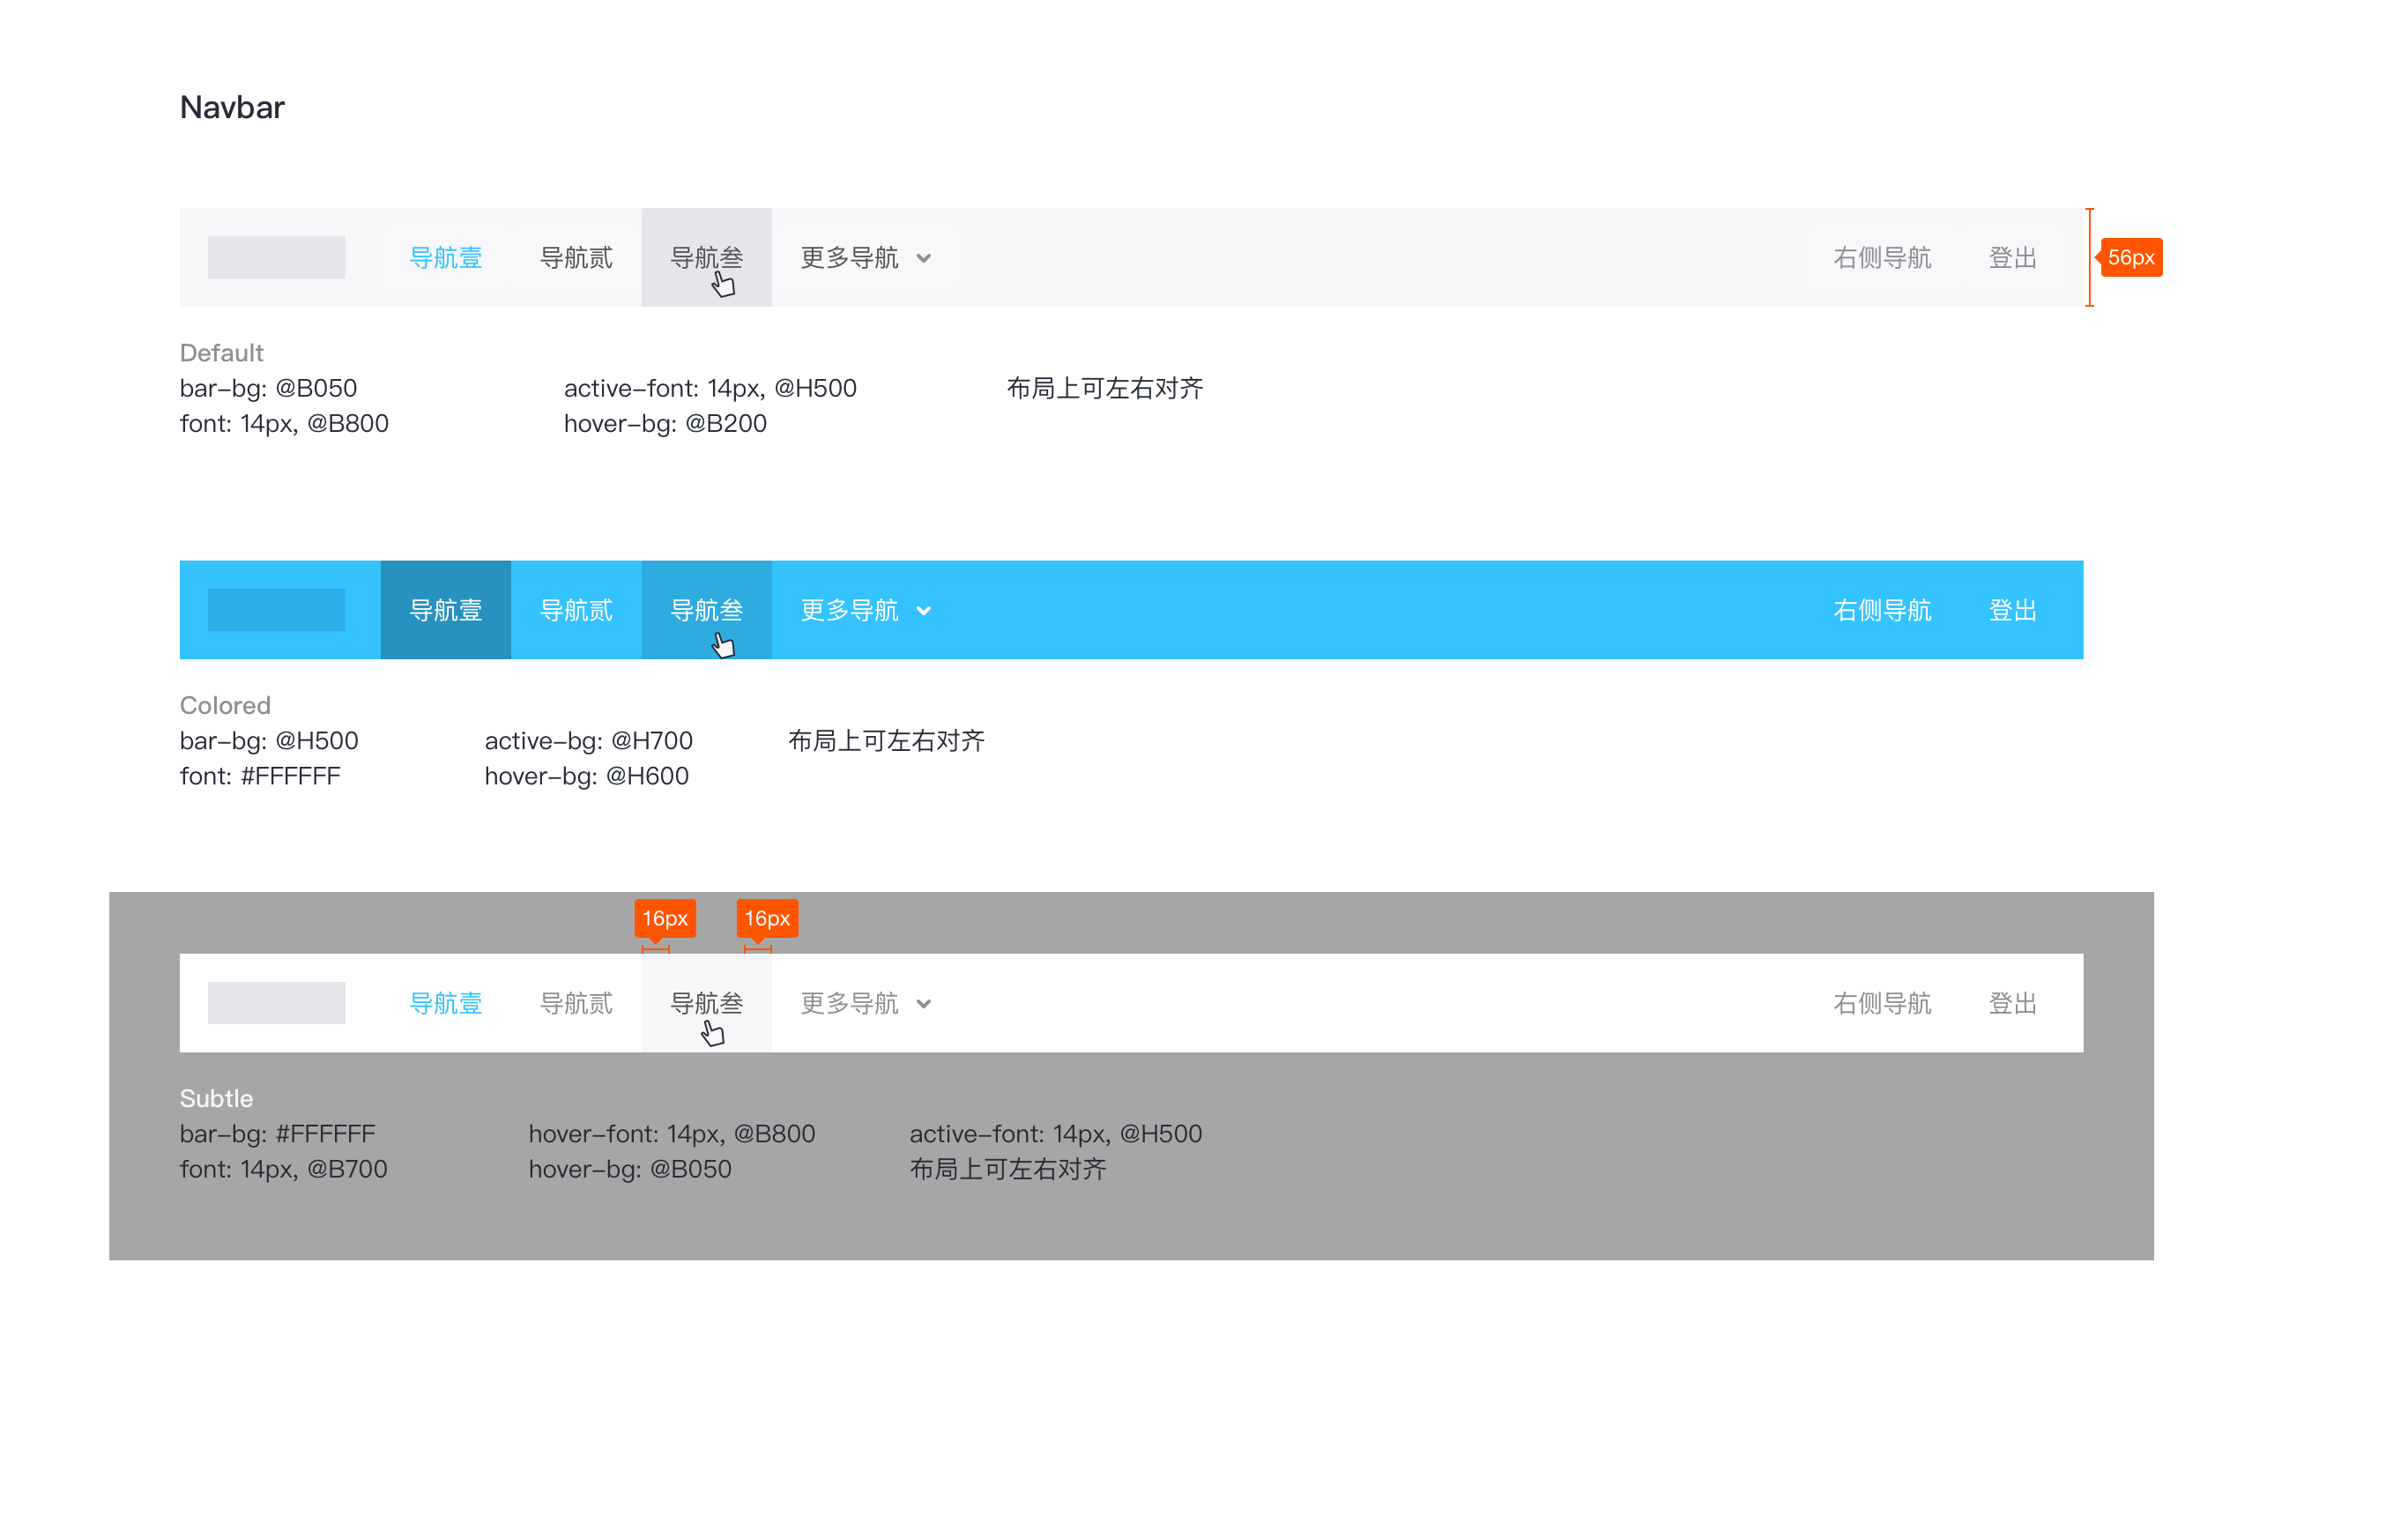 Navbar
导航壹 导航贰 导航叁 更多导航 右侧导航 登出 56px
Default
bar-bg: @B050 active-font: 14px, @H500 布局上可左右对齐
font: 14px, @B800 hover-bg: @B200
导航壹 导航贰 导航叁 更多导航 右侧导航 登出
Colored
bar-bg: @H500 active-bg: @H700 布局上可左右对齐
font: #FFFFFF hover-bg: @H600
16px 16px
导航壹 导航贰 导航叁 更多导航 右侧导航 登出
Subtle
bar-bg: #FFFFFF hover-font: 14px, @B800 active-font: 14px, @H500
font: 14px, @B700 hover-bg: @B050 布局上可左右对齐